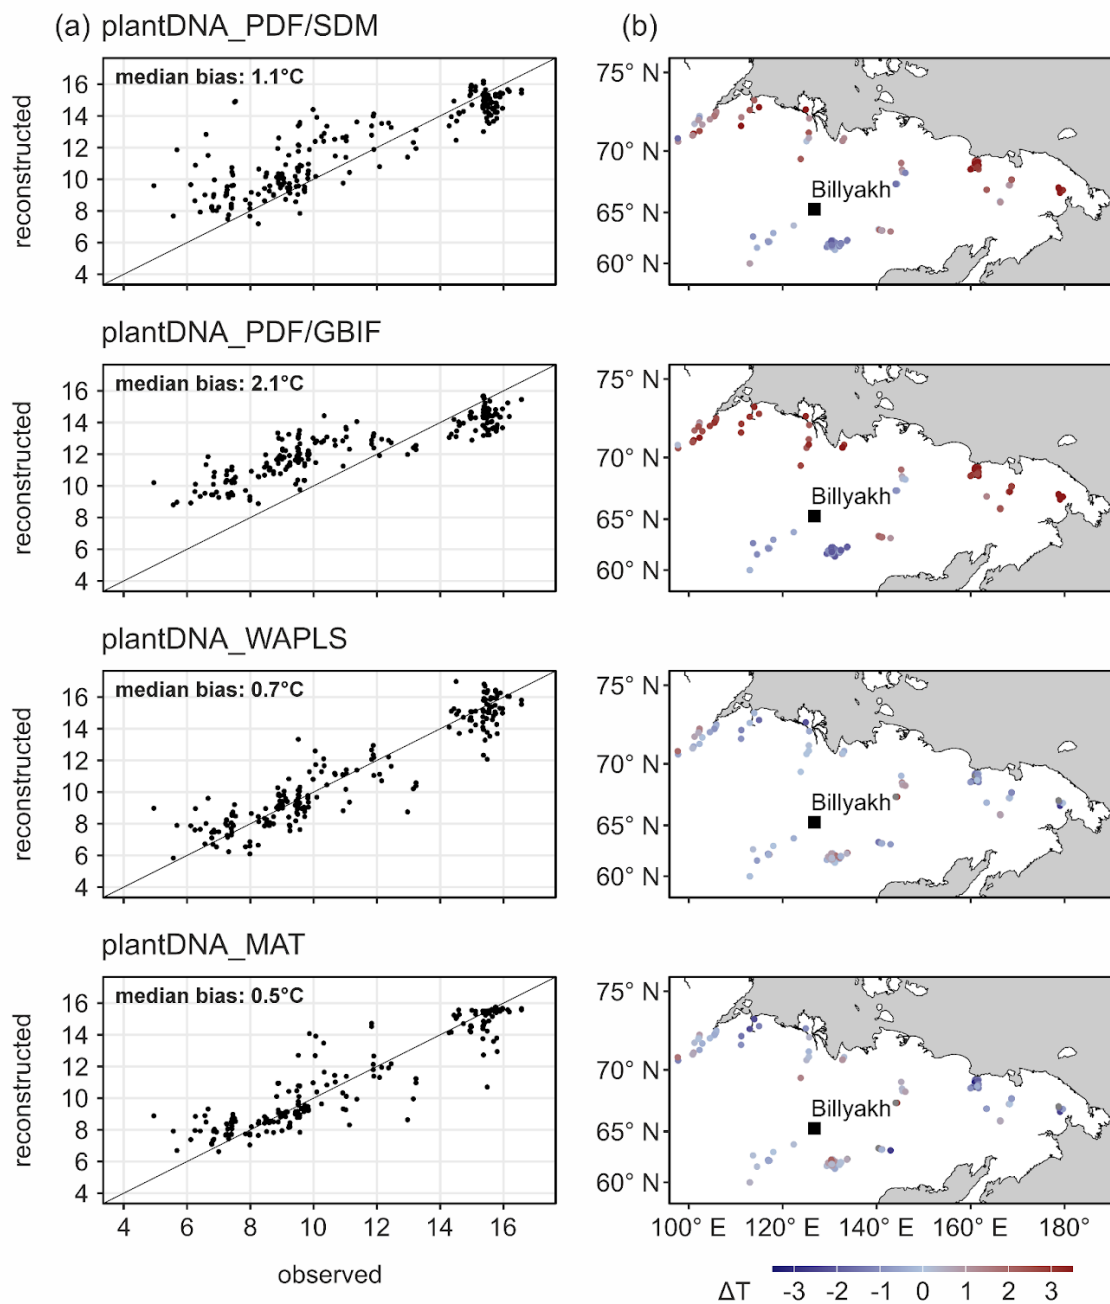 (a) plantDNA_PDF/SDM
(b)
median bias: 1.1°C
reconstructed
16
14
12
10
8
6
4
75° N
70° N
65° N
60° N
Billyakh
plantDNA_PDF/GBIF
median bias: 2.1°C
reconstructed
16
14
12
10
8
6
4
75° N
70° N
65° N
60° N
Billyakh
plantDNA_WAPLS
median bias: 0.7°C
reconstructed
16
14
12
10
8
6
4
75° N
70° N
65° N
60° N
Billyakh
plantDNA_MAT
median bias: 0.5°C
reconstructed
16
14
12
10
8
6
4
75° N
70° N
65° N
60° N
Billyakh
4 6 8 10 12 14 16
observed
100° E 120° E 140° E 160° E 180°
ΔT -3 -2 -1 0 1 2 3